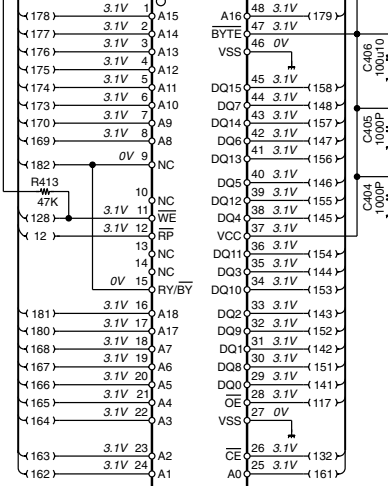 178 3.1V 1 A15
177 3.1V 2 A14
176 3.1V 3 A13
175 3.1V 4 A12
174 3.1V 5 A11
173 3.1V 6 A10
170 3.1V 7 A9
169 3.1V 8 A8
182 0V 9 NC
R413
47K
10 NC
128 3.1V 11 WE
12 3.1V 12 RP
13 NC
14 NC
0V 15 RY/BY
181 3.1V 16 A18
180 3.1V 17 A17
168 3.1V 18 A7
167 3.1V 19 A6
166 3.1V 20 A5
165 3.1V 21 A4
164 3.1V 22 A3
163 3.1V 23 A2
162 3.1V 24 A1
A16 48 3.1V 179
BYTE 47 3.1V
VSS 46 0V
DQ15 45 3.1V 158
DQ7 44 3.1V 148
DQ14 43 3.1V 157
DQ6 42 3.1V 147
DQ13 41 3.1V 156
DQ5 40 3.1V 146
DQ12 39 3.1V 155
DQ4 38 3.1V 145
VCC 37 3.1V
DQ11 36 3.1V 154
DQ3 35 3.1V 144
DQ10 34 3.1V 153
DQ2 33 3.1V 143
DQ9 32 3.1V 152
DQ1 31 3.1V 142
DQ8 30 3.1V 151
DQ0 29 3.1V 141
OE 28 3.1V 117
VSS 27 0V
CE 26 3.1V 132
A0 25 3.1V 161
C406
100u10
C405
1000P
C404
1000P